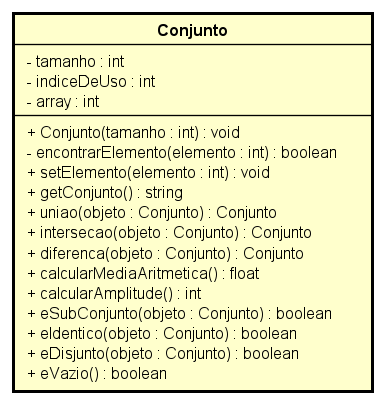 Conjunto
- tamanho : int
- indiceDeUso : int
- array : int
+ Conjunto(tamanho : int) : void
- encontrarElemento(elemento : int) : boolean
+ setElemento(elemento : int) : void
+ getConjunto() : string
+ uniao(objeto : Conjunto) : Conjunto
+ intersecao(objeto : Conjunto) : Conjunto
+ diferenca(objeto : Conjunto) : Conjunto
+ calcularMediaAritmetica() : float
+ calcularAmplitude() : int
+ eSubConjunto(objeto : Conjunto) : boolean
+ eIdentico(objeto : Conjunto) : boolean
+ eDisjunto(objeto : Conjunto) : boolean
+ eVazio() : boolean